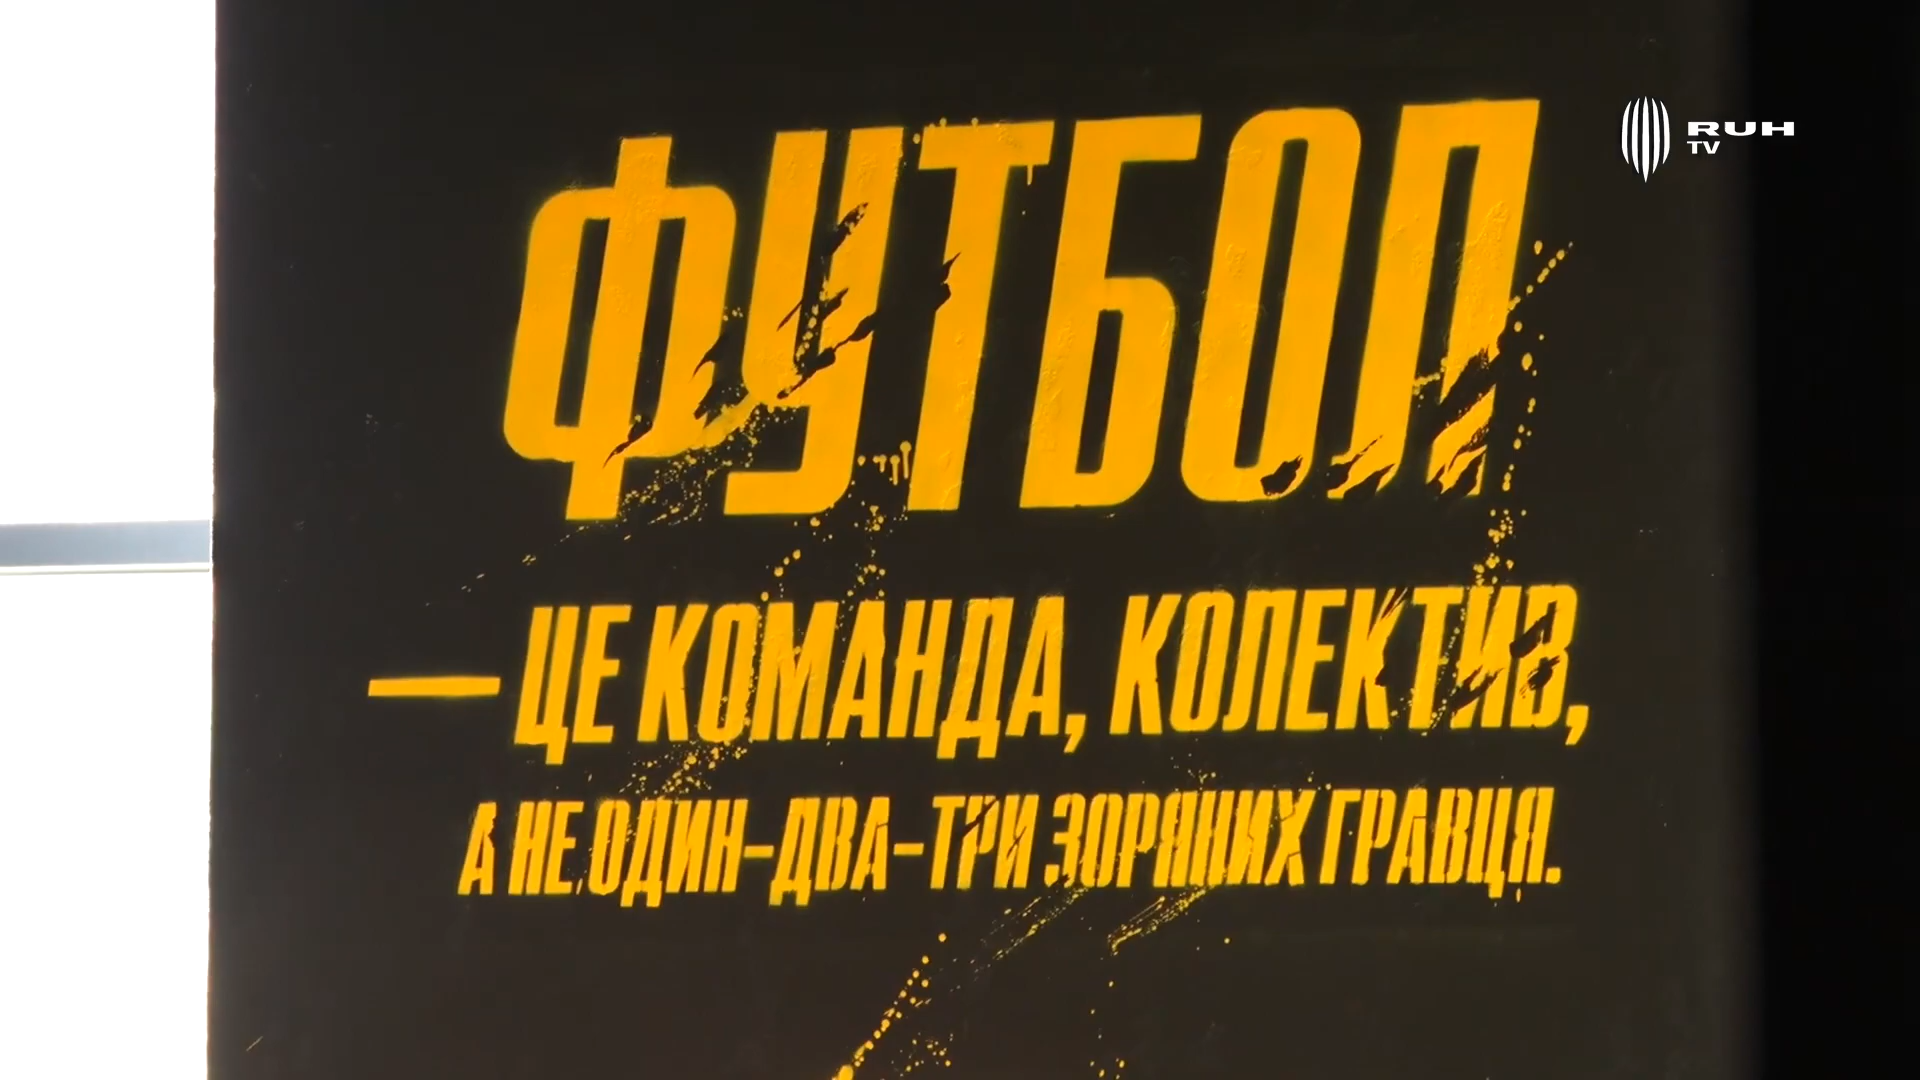 ФУТБОЛ
— ЦЕ КОМАНДА, КОЛЕКТИВ,
А НЕ ОДИН-ДВА-ТРИ ЗОРЯНИХ ГРАВЦЯ.
RUH
TV